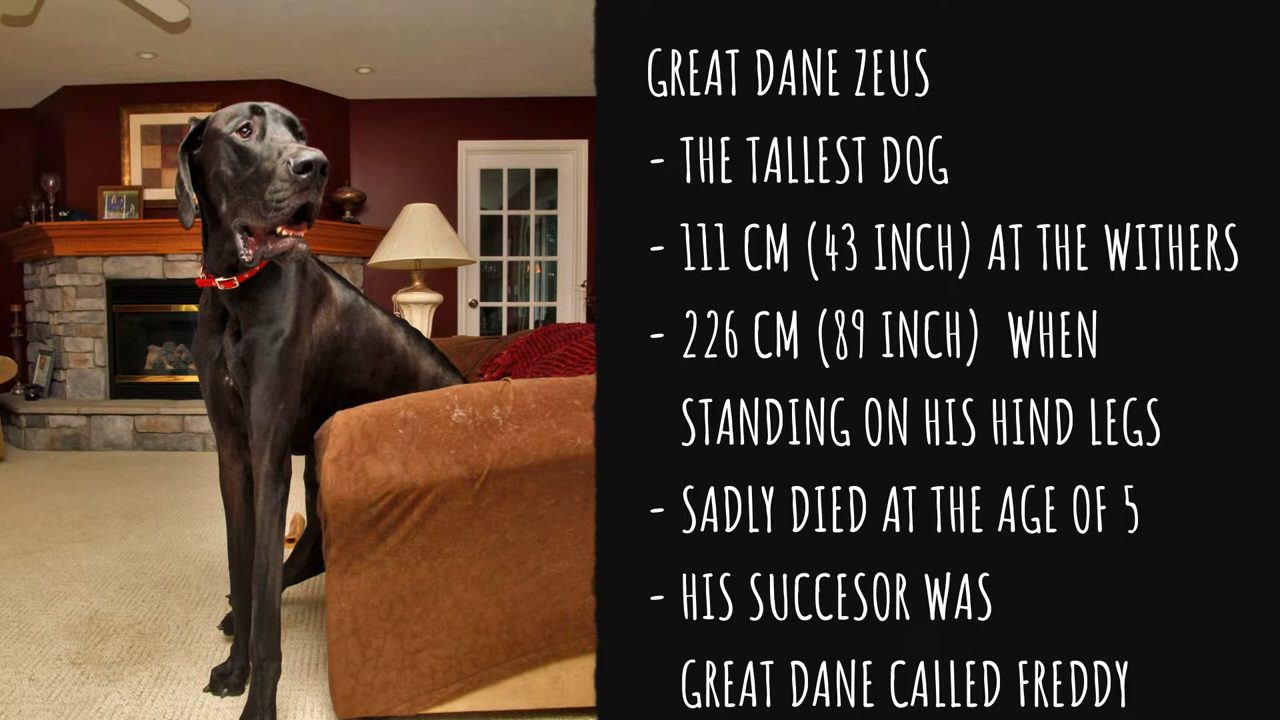 GREAT DANE ZEUS
- THE TALLEST DOG
- 111 CM (43 INCH) AT THE WITHERS
- 226 CM (89 INCH) WHEN
STANDING ON HIS HIND LEGS
- SADLY DIED AT THE AGE OF 5
- HIS SUCCESOR WAS
GREAT DANE CALLED FREDDY